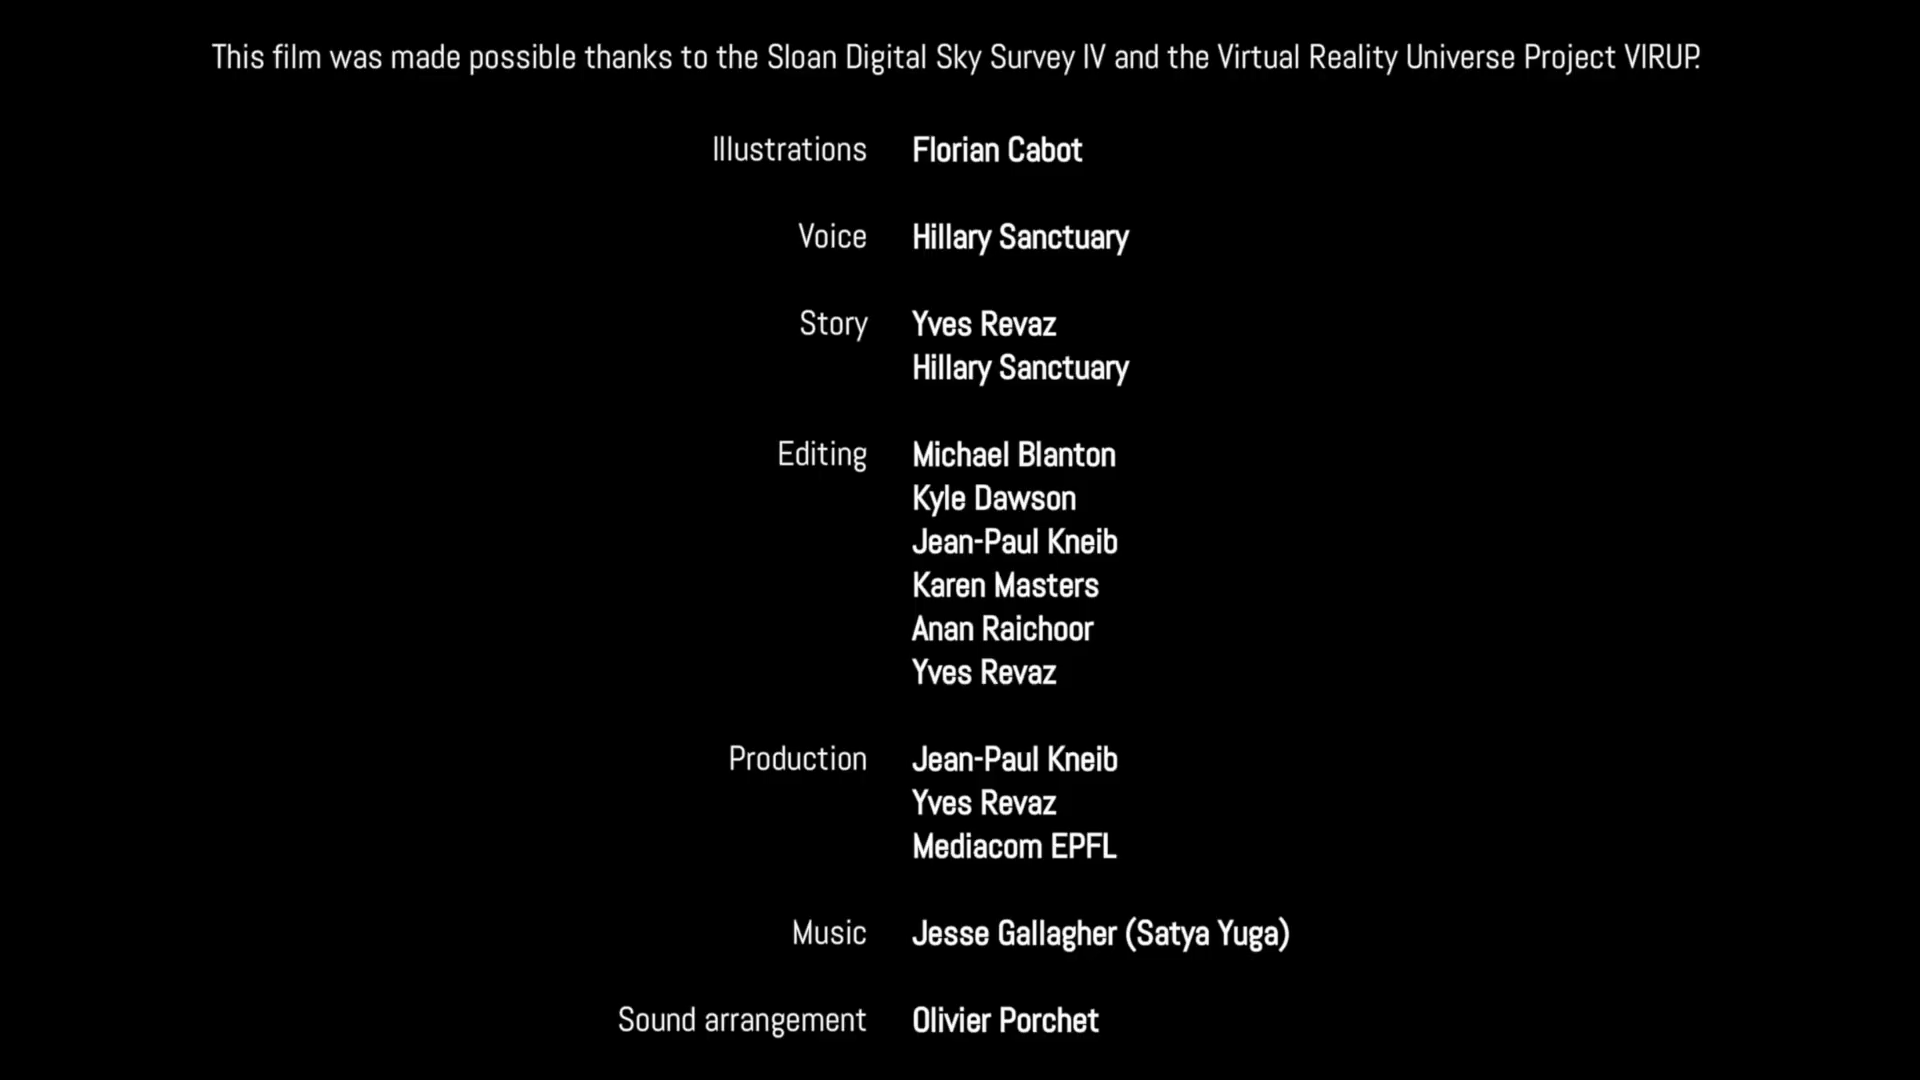 This film was made possible thanks to the Sloan Digital Sky Survey IV and the Virtual Reality Universe Project VIRUP.
Illustrations Florian Cabot
Voice Hillary Sanctuary
Story Yves Revaz
Hillary Sanctuary
Editing Michael Blanton
Kyle Dawson
Jean-Paul Kneib
Karen Masters
Anan Raichoor
Yves Revaz
Production Jean-Paul Kneib
Yves Revaz
Mediacom EPFL
Music Jesse Gallagher (Satya Yuga)
Sound arrangement Olivier Porchet